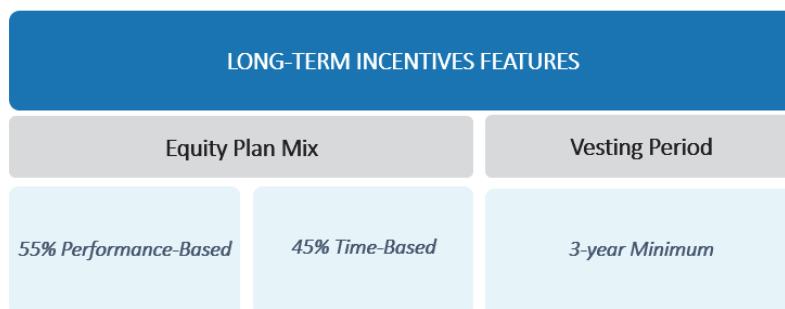 LONG-TERM INCENTIVES FEATURES
Equity Plan Mix
Vesting Period
55% Performance-Based
45% Time-Based
3-year Minimum